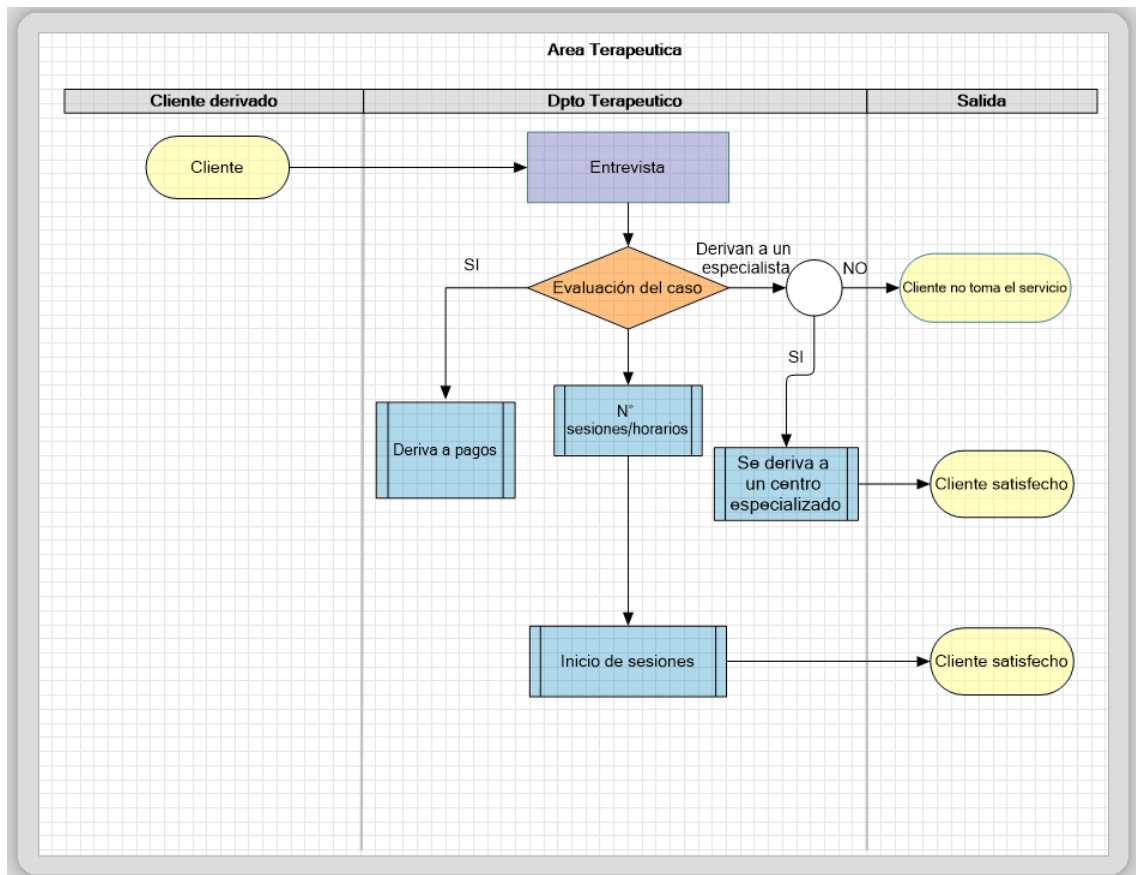 Area Terapeutica
Cliente derivado
Dpto Terapeutico
Salida
Cliente
Entrevista
Derivan a un
especialista
SI
NO
Evaluación del caso
Cliente no toma el servicio
SI
N°
sesiones/horarios
Deriva a pagos
Se deriva a
un centro
especializado
Cliente satisfecho
Inicio de sesiones
Cliente satisfecho